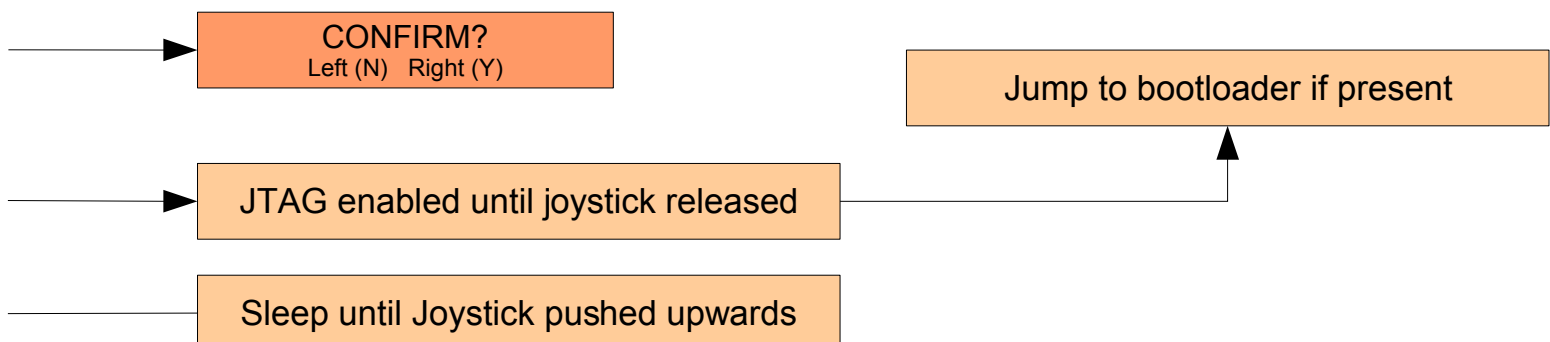 CONFIRM?
Left (N) Right (Y)
Jump to bootloader if present
JTAG enabled until joystick released
Sleep until Joystick pushed upwards